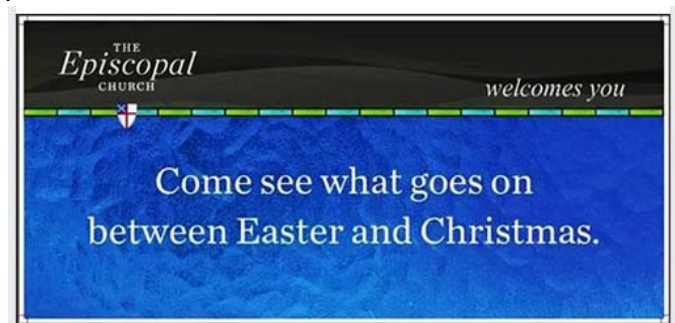 THE
Episcopal
CHURCH
welcomes you
Come see what goes on
between Easter and Christmas.